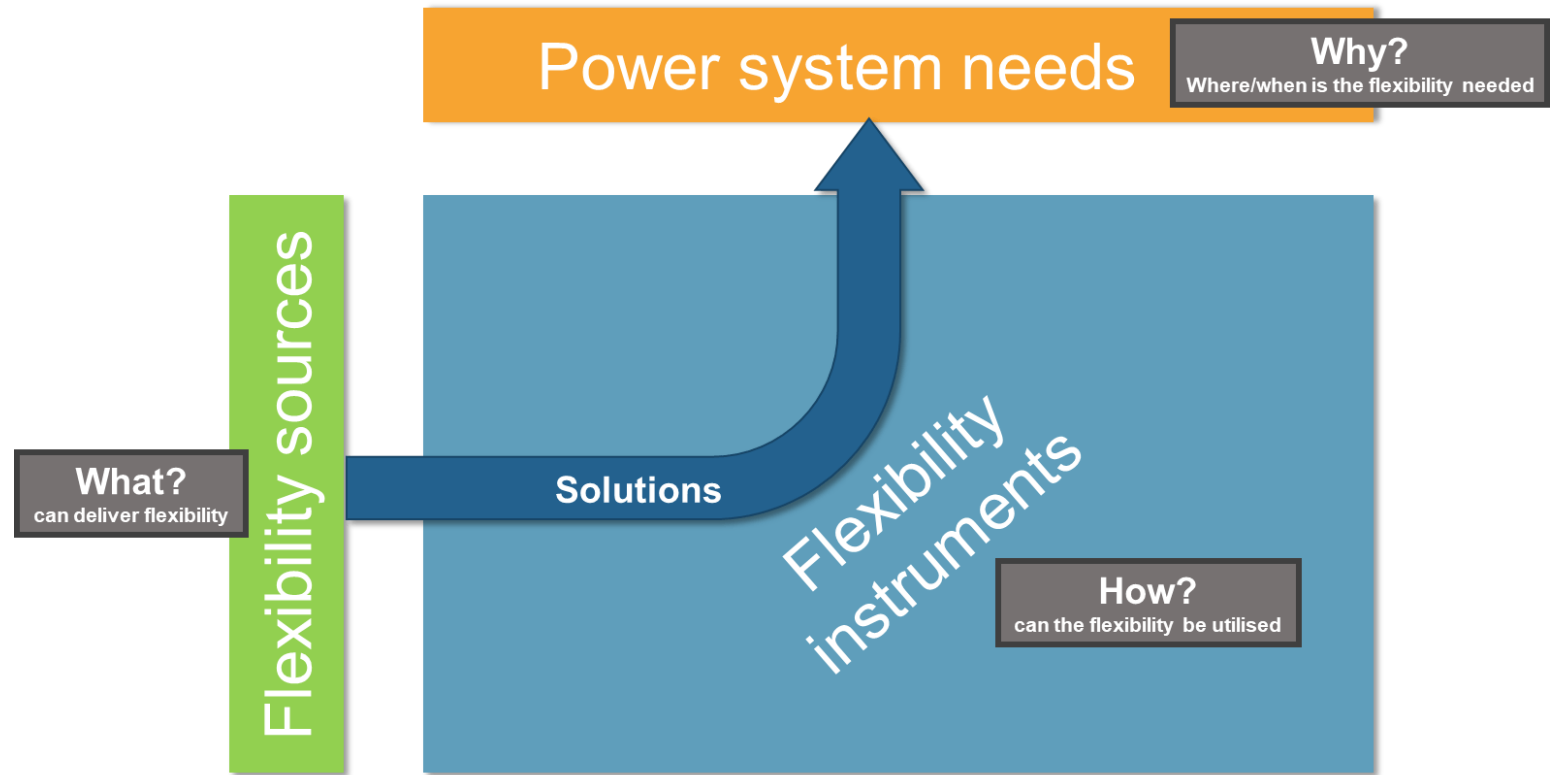 Power system needs
Why?
Where/when is the flexibility needed
Flexibility sources
What?
can deliver flexibility
Solutions
Flexibility
instruments
How?
can the flexibility be utilised